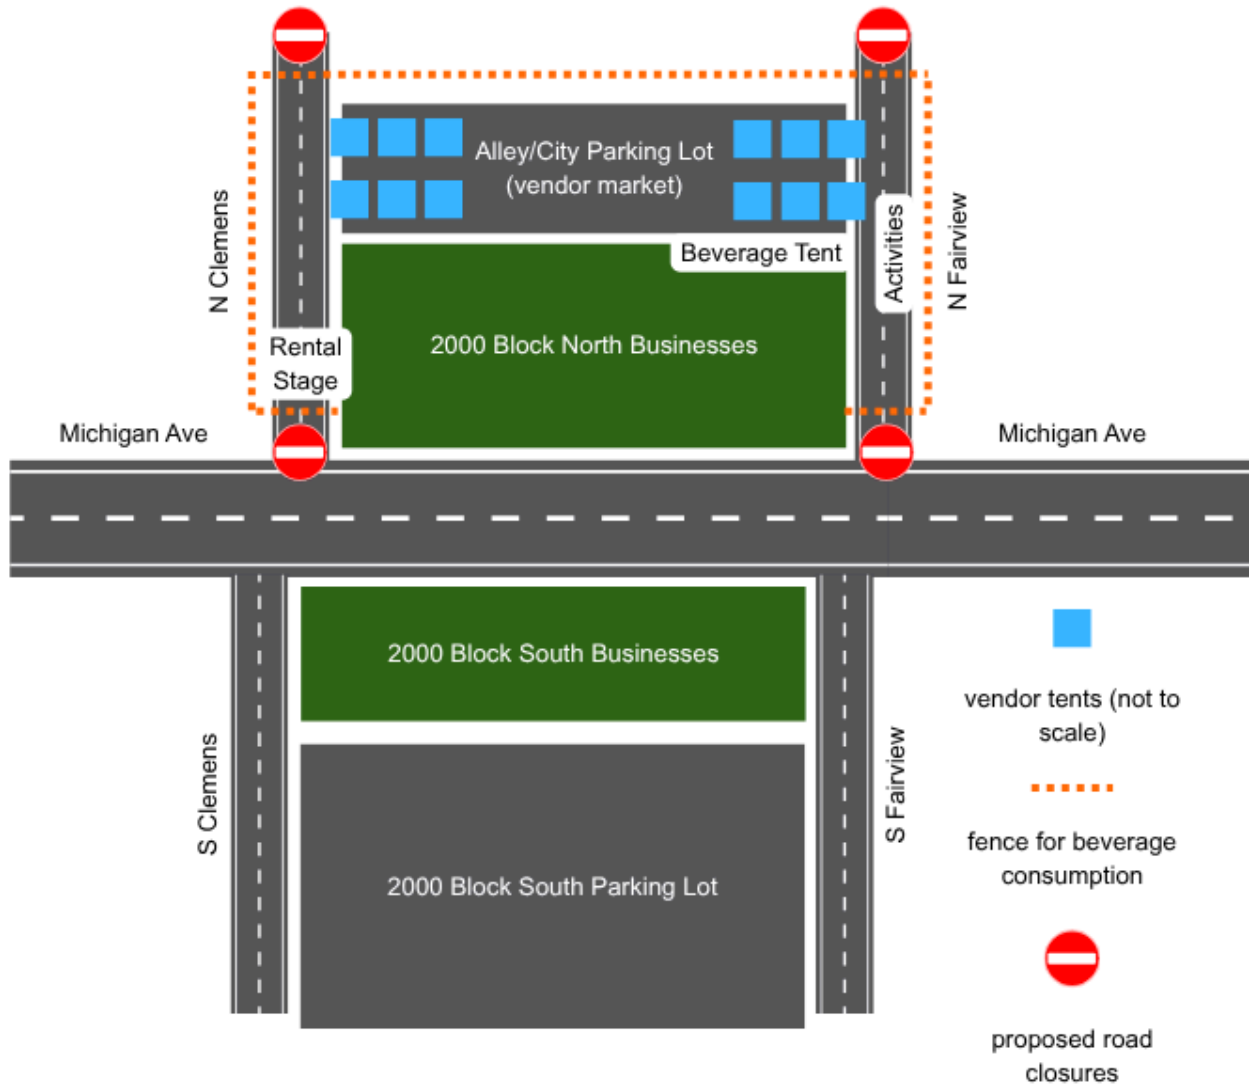 Alley/City Parking Lot
(vendor market)
N Clemens
Activities
N Fairview
Beverage Tent
Rental
Stage
2000 Block North Businesses
Michigan Ave
Michigan Ave
2000 Block South Businesses
S Clemens
S Fairview
2000 Block South Parking Lot
vendor tents (not to
scale)
fence for beverage
consumption
proposed road
closures